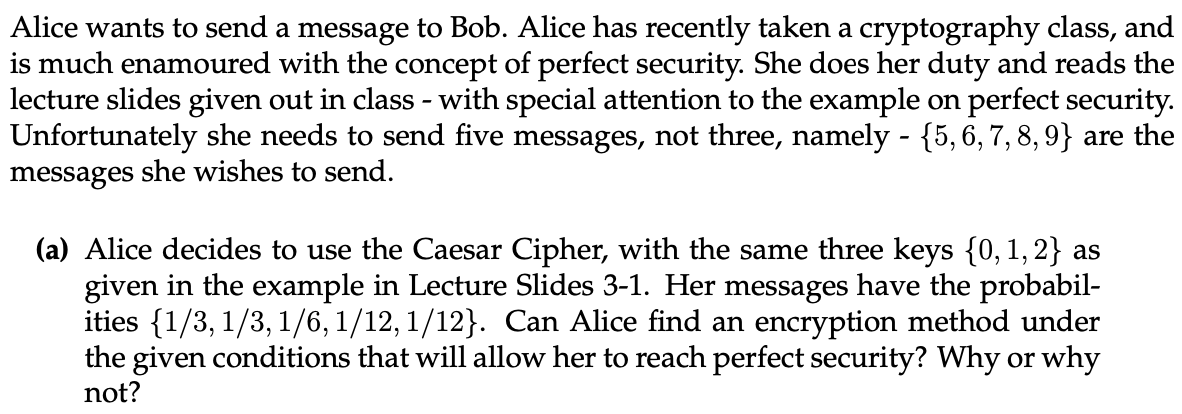 Alice wants to send a message to Bob. Alice has recently taken a cryptography class, and
is much enamoured with the concept of perfect security. She does her duty and reads the
lecture slides given out in class - with special attention to the example on perfect security.
Unfortunately she needs to send five messages, not three, namely - {5, 6, 7, 8, 9} are the
messages she wishes to send.
(a) Alice decides to use the Caesar Cipher, with the same three keys {0, 1, 2} as
given in the example in Lecture Slides 3-1. Her messages have the probabil-
ities {1/3, 1/3, 1/6, 1/12, 1/12}. Can Alice find an encryption method under
the given conditions that will allow her to reach perfect security? Why or why
not?